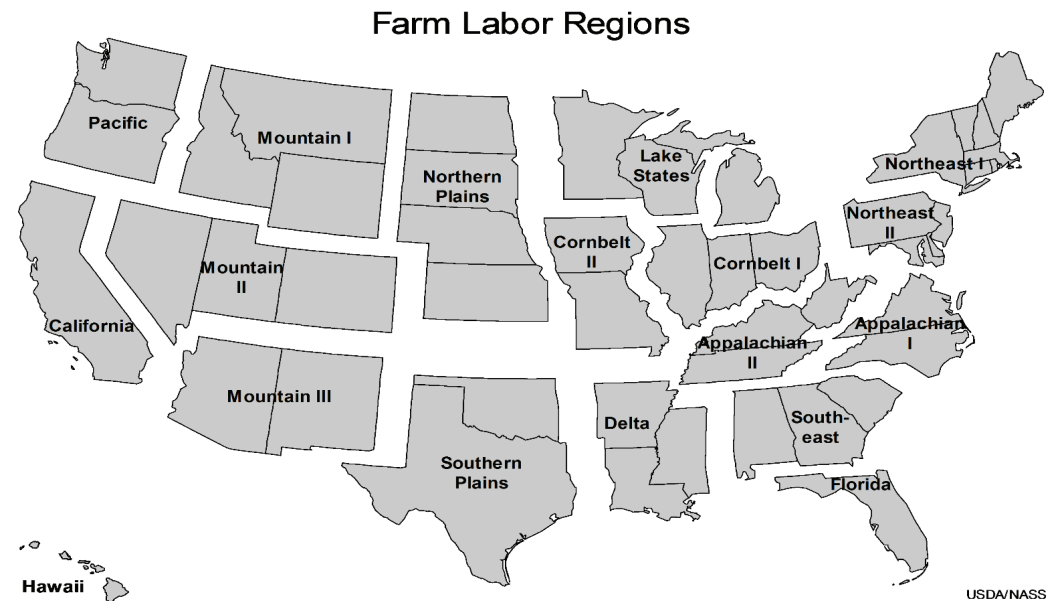 Farm Labor Regions
Pacific
Mountain I
Northern
Plains
Lake
States
Northeast I
Northeast
II
Cornbelt
II
Cornbelt I
Mountain
II
California
Appalachian
I
Appalachian
II
Mountain III
Delta
South-
east
Southern
Plains
Florida
Hawaii
USDA/NASS